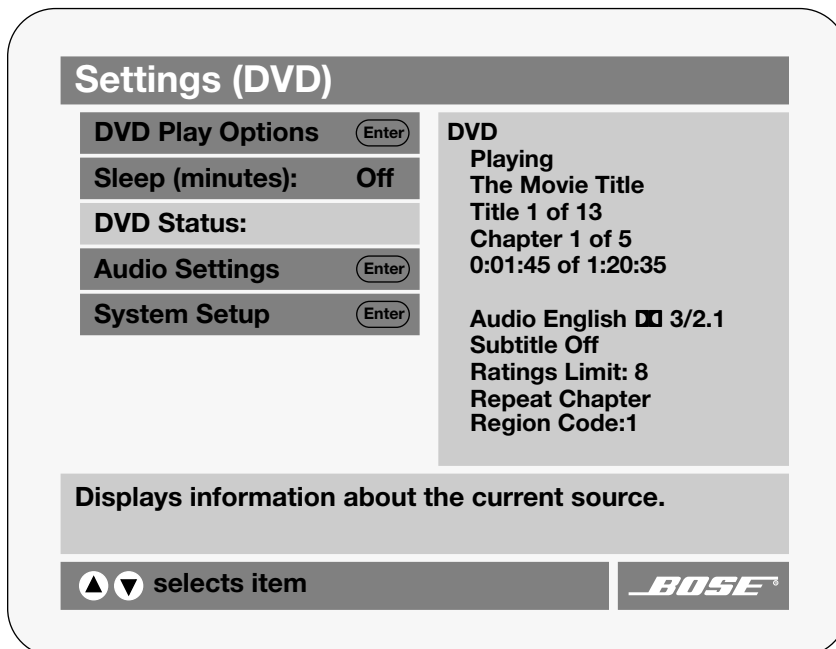 Settings (DVD)
DVD Play Options Enter
Sleep (minutes): Off
DVD Status:
Audio Settings Enter
System Setup Enter
DVD
Playing
The Movie Title
Title 1 of 13
Chapter 1 of 5
0:01:45 of 1:20:35
Audio English 3/2.1
Subtitle Off
Ratings Limit: 8
Repeat Chapter
Region Code:1
Displays information about the current source.
selects item
BOSE®